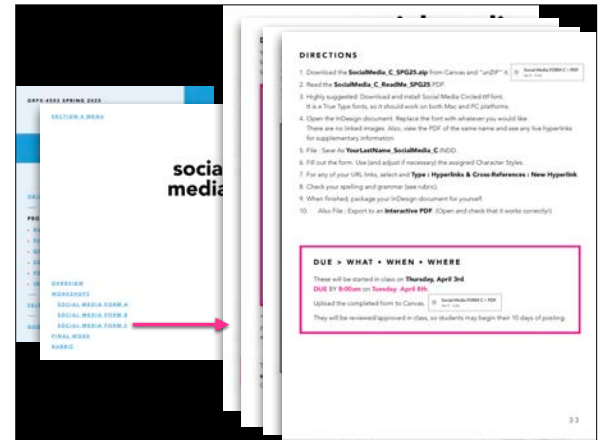 GRFX 4503 SPRING 2025
SECTION A MENU
socia
media
OVERVIEW
WORKSHOPS
SOCIAL MEDIA FORM A
SOCIAL MEDIA FORM B
SOCIAL MEDIA FORM C
FINAL WORK
RUBRIC
DIRECTIONS
1. Download the SocialMedia_C_SPG25.zip from Canvas and "unZIP" it.
Social Media FORM C > PDF
2. Read the SocialMedia_C_ReadMe_SPG25.PDF.
3. Highly suggested: Download and install Social Media Circled ttf font.
It is a True Type fonts, so it should work on both Mac and PC platforms.
4. Open the InDesign document. Replace the font with whatever you would like.
There are no linked images. Also, view the PDF of the same name and see any live hyperlinks
for supplementary information.
5. File : Save As YourLastName_SocialMedia_C.INDD.
6. Fill out the form. Use (and adjust if necessary) the assigned Character Styles.
7. For any of your URL links, select and Type : Hyperlinks & Cross-References : New Hyperlink.
8. Check your spelling and grammar (see rubric).
9. When finished, package your InDesign document for yourself.
10. Also File : Export to an Interactive PDF (Open and check that it works correctly!)
DUE > WHAT • WHEN • WHERE
These will be started in class on Thursday, April 3rd.
DUE BY 8:00am on Tuesday April 8th.
Upload the completed form to Canvas.
Social Media FORM C > PDF
They will be reviewed/approved in class, so students may begin their 10 days of posting.
33